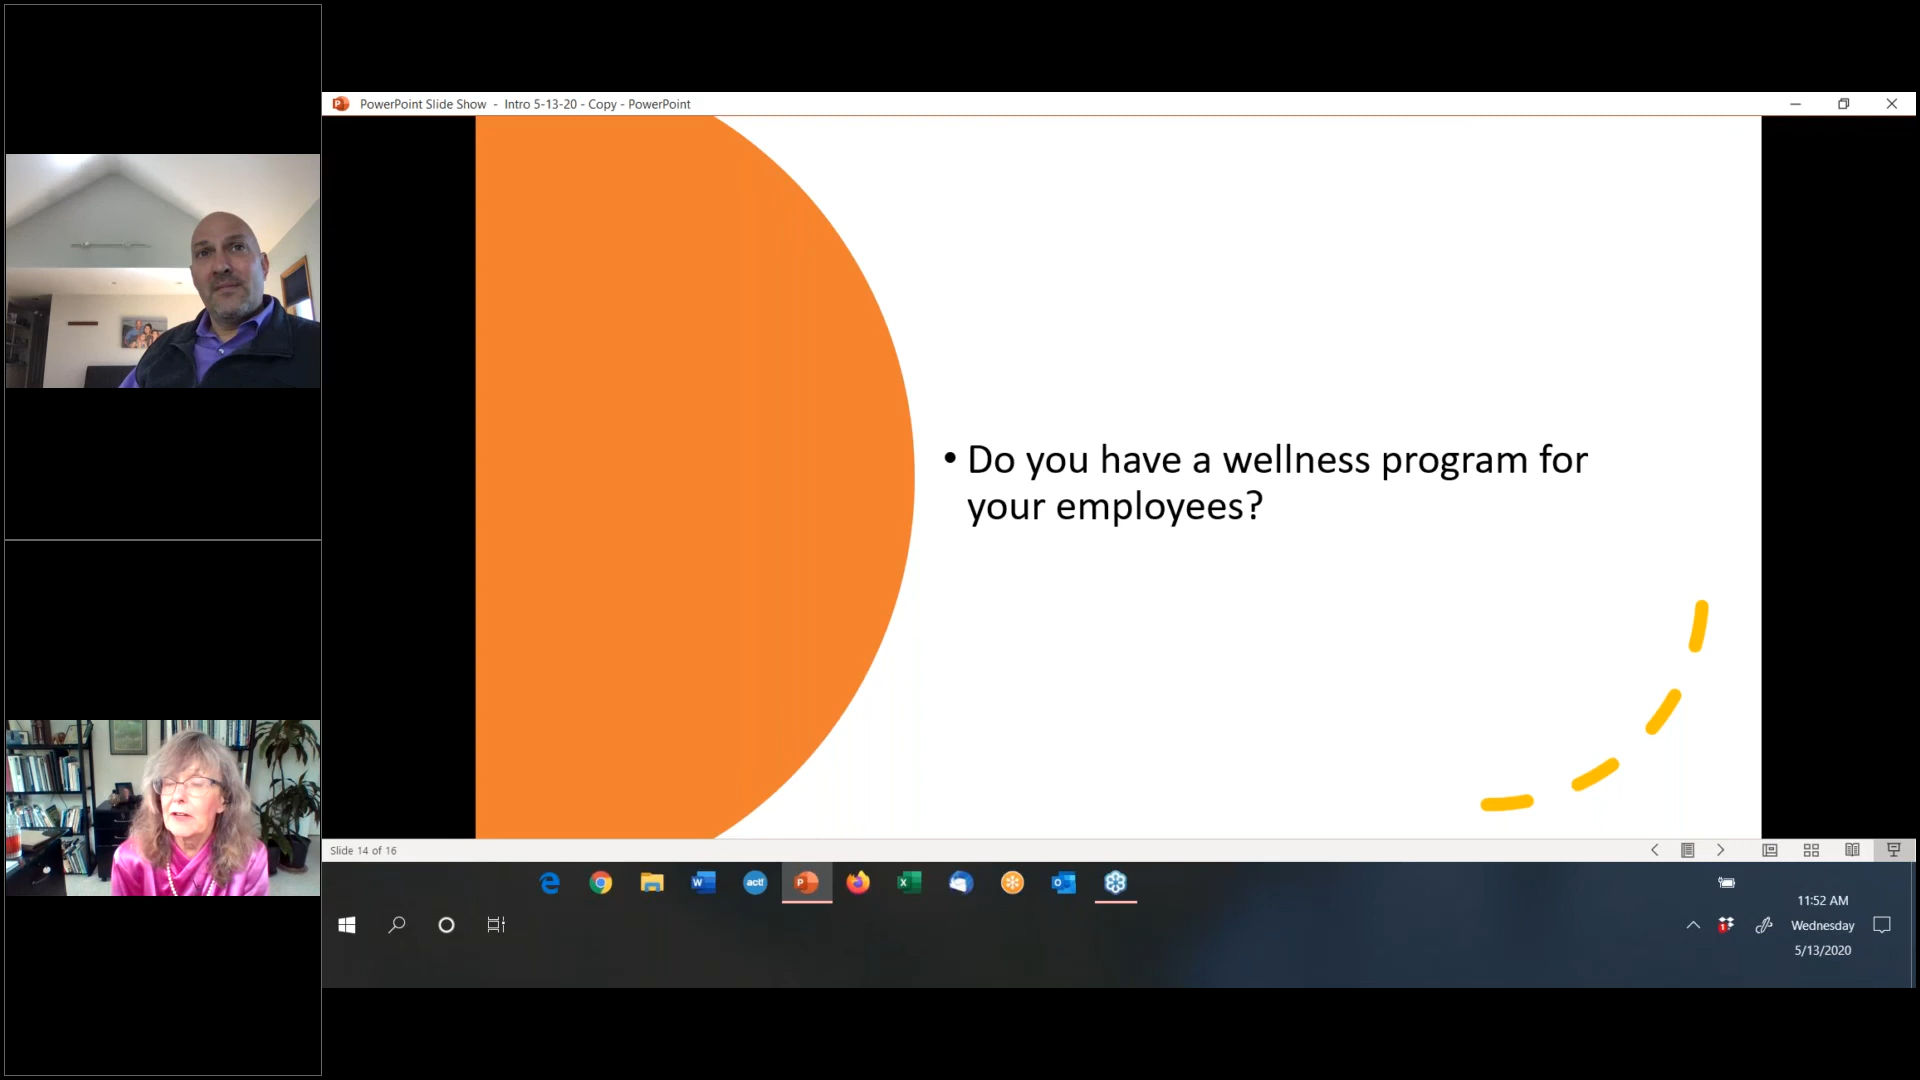 PowerPoint Slide Show - Intro 5-13-20 - Copy - PowerPoint
• Do you have a wellness program for
your employees?
Slide 14 of 16
act!
11:52 AM
Wednesday
5/13/2020